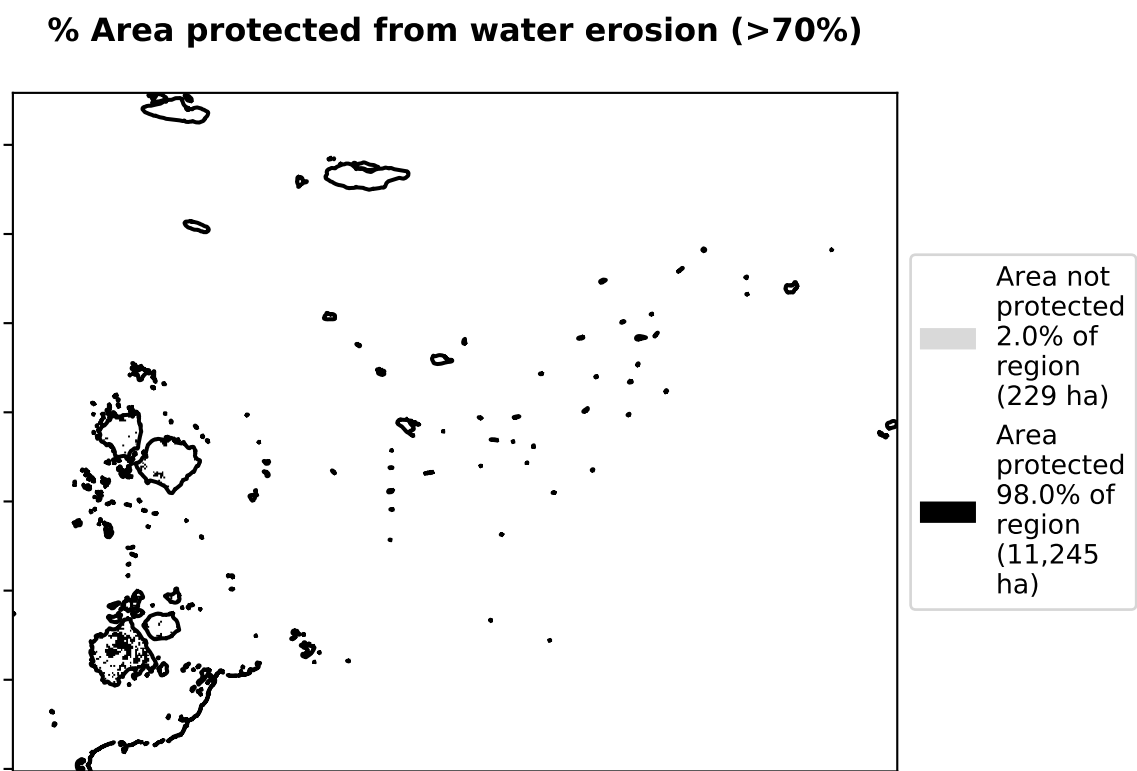 % Area protected from water erosion (>70%)
Area not
protected
2.0% of
region
(229 ha)
Area
protected
98.0% of
region
(11,245
ha)